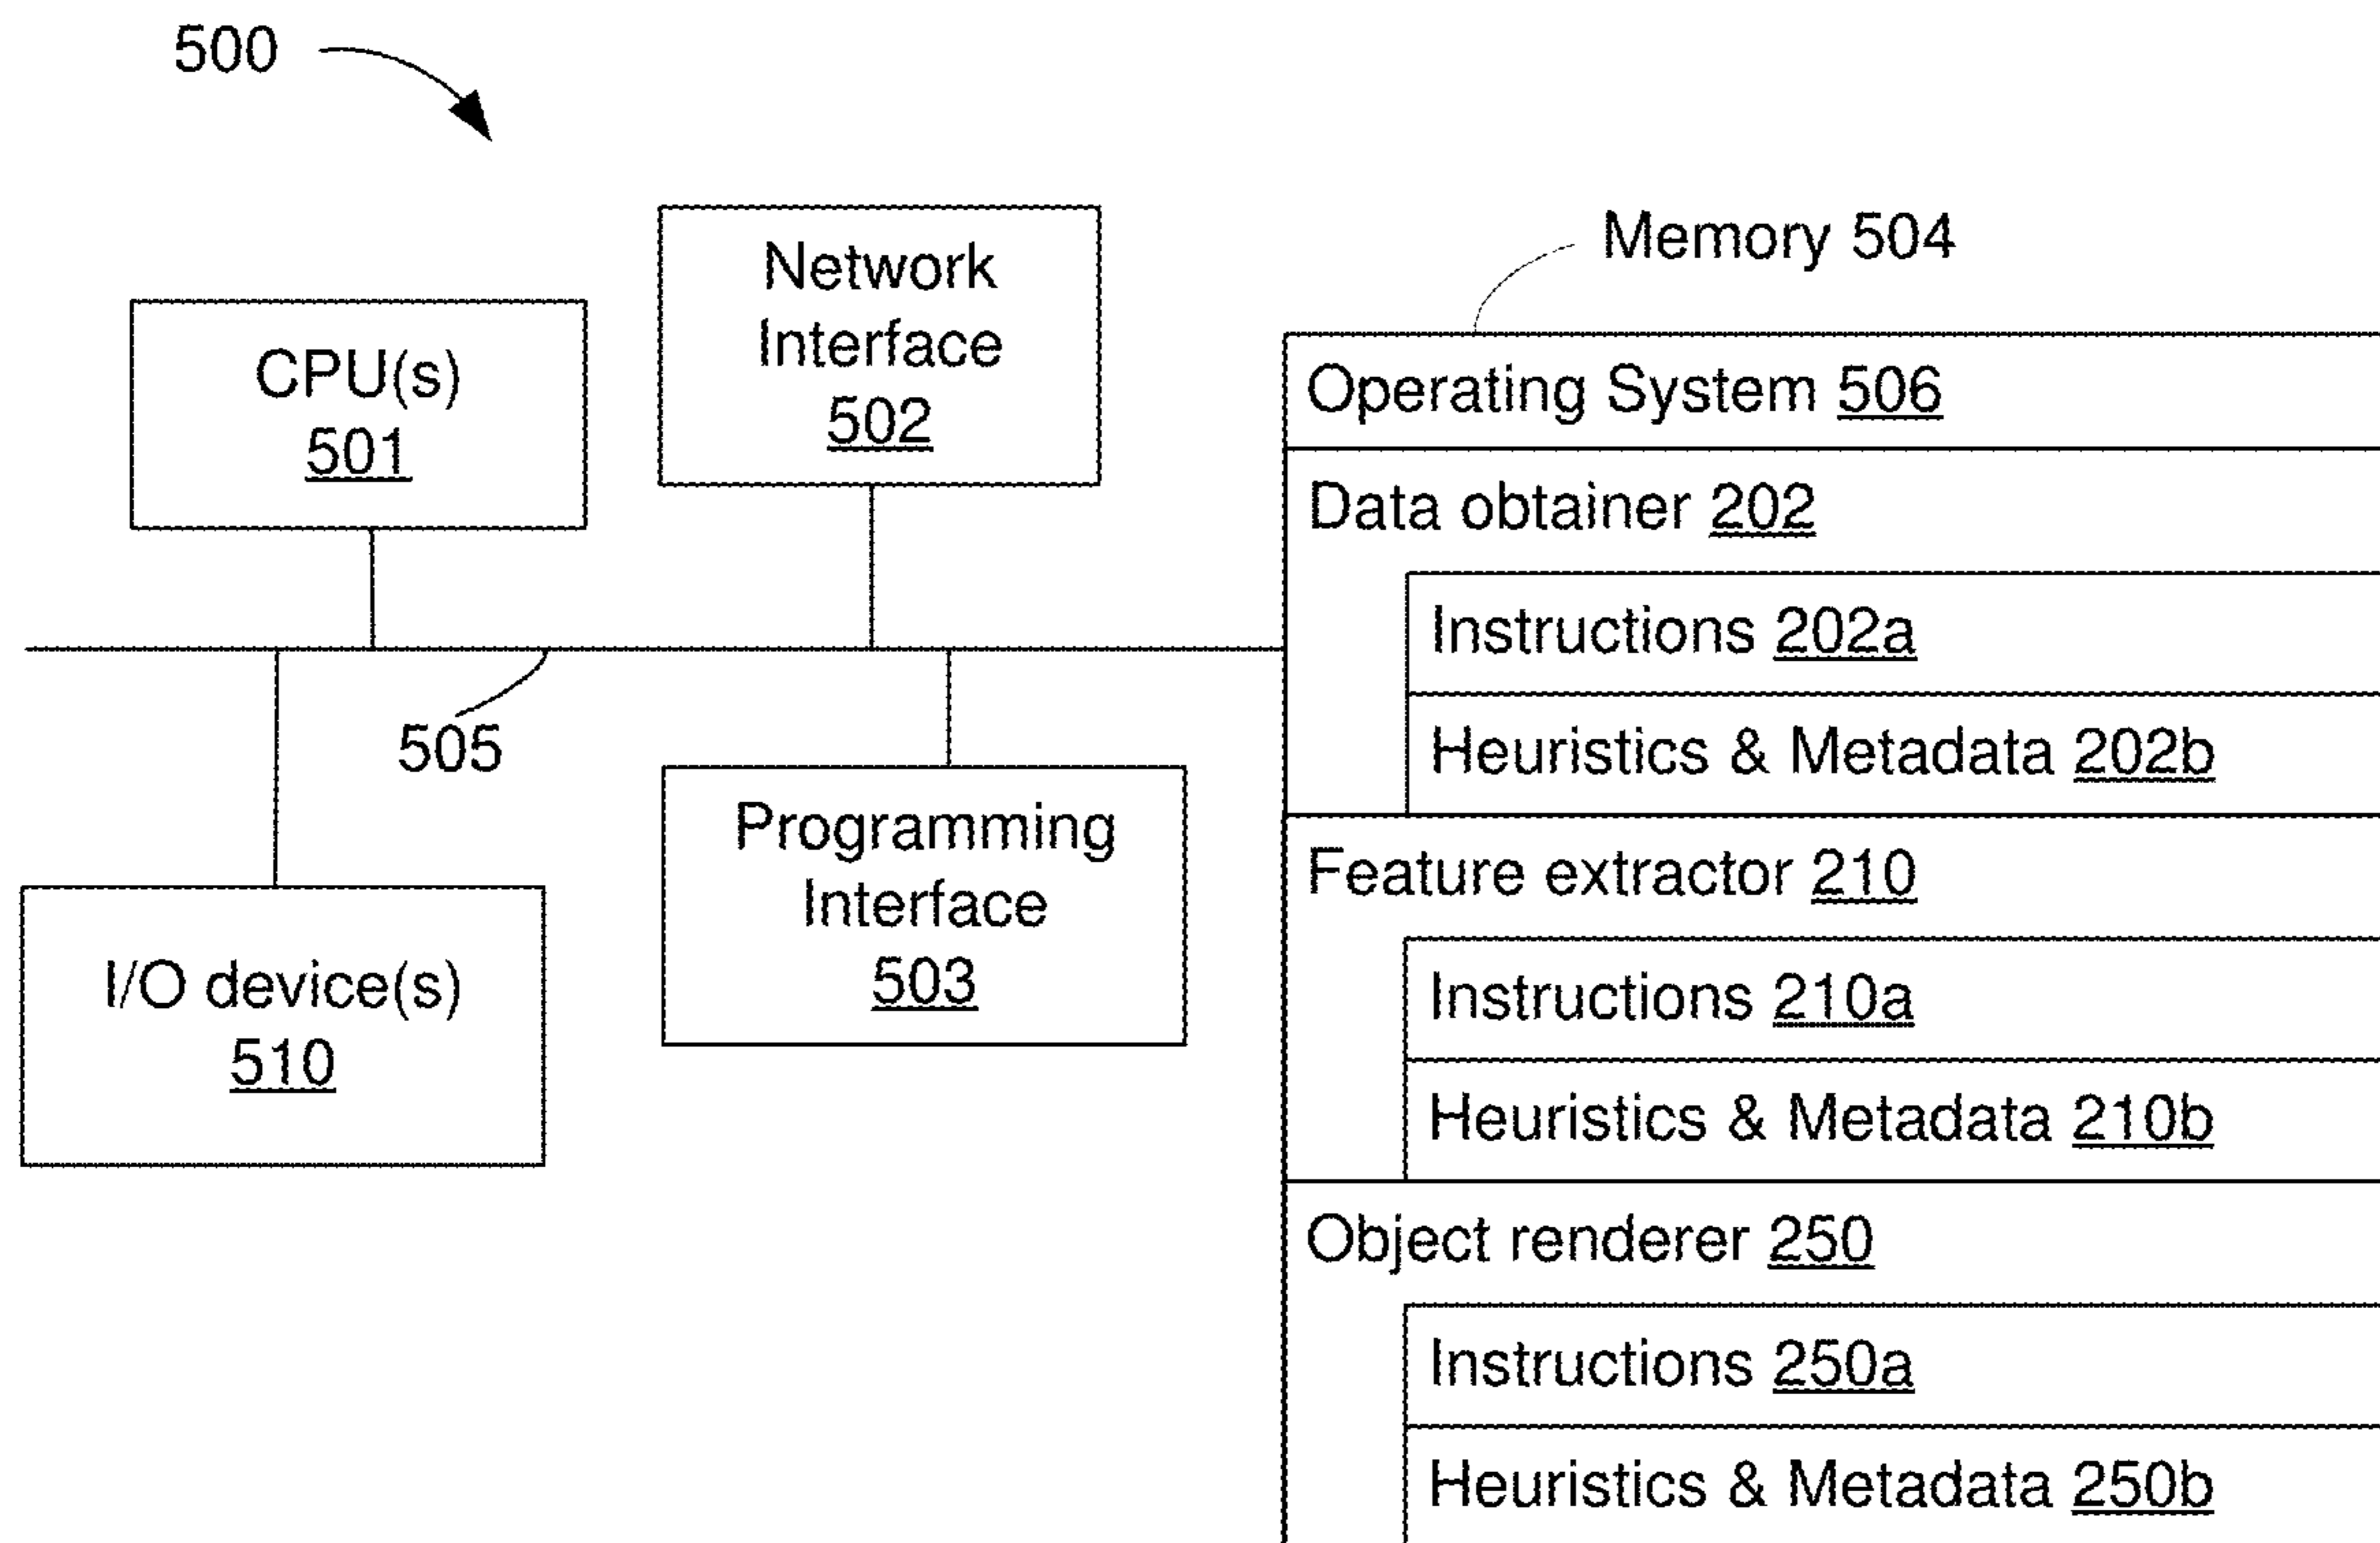 500
Network
Interface
502
CPU(s)
501
505
Programming
Interface
503
I/O device(s)
510
Memory 504
Operating System 506
Data obtainer 202
Instructions 202a
Heuristics & Metadata 202b
Feature extractor 210
Instructions 210a
Heuristics & Metadata 210b
Object renderer 250
Instructions 250a
Heuristics & Metadata 250b